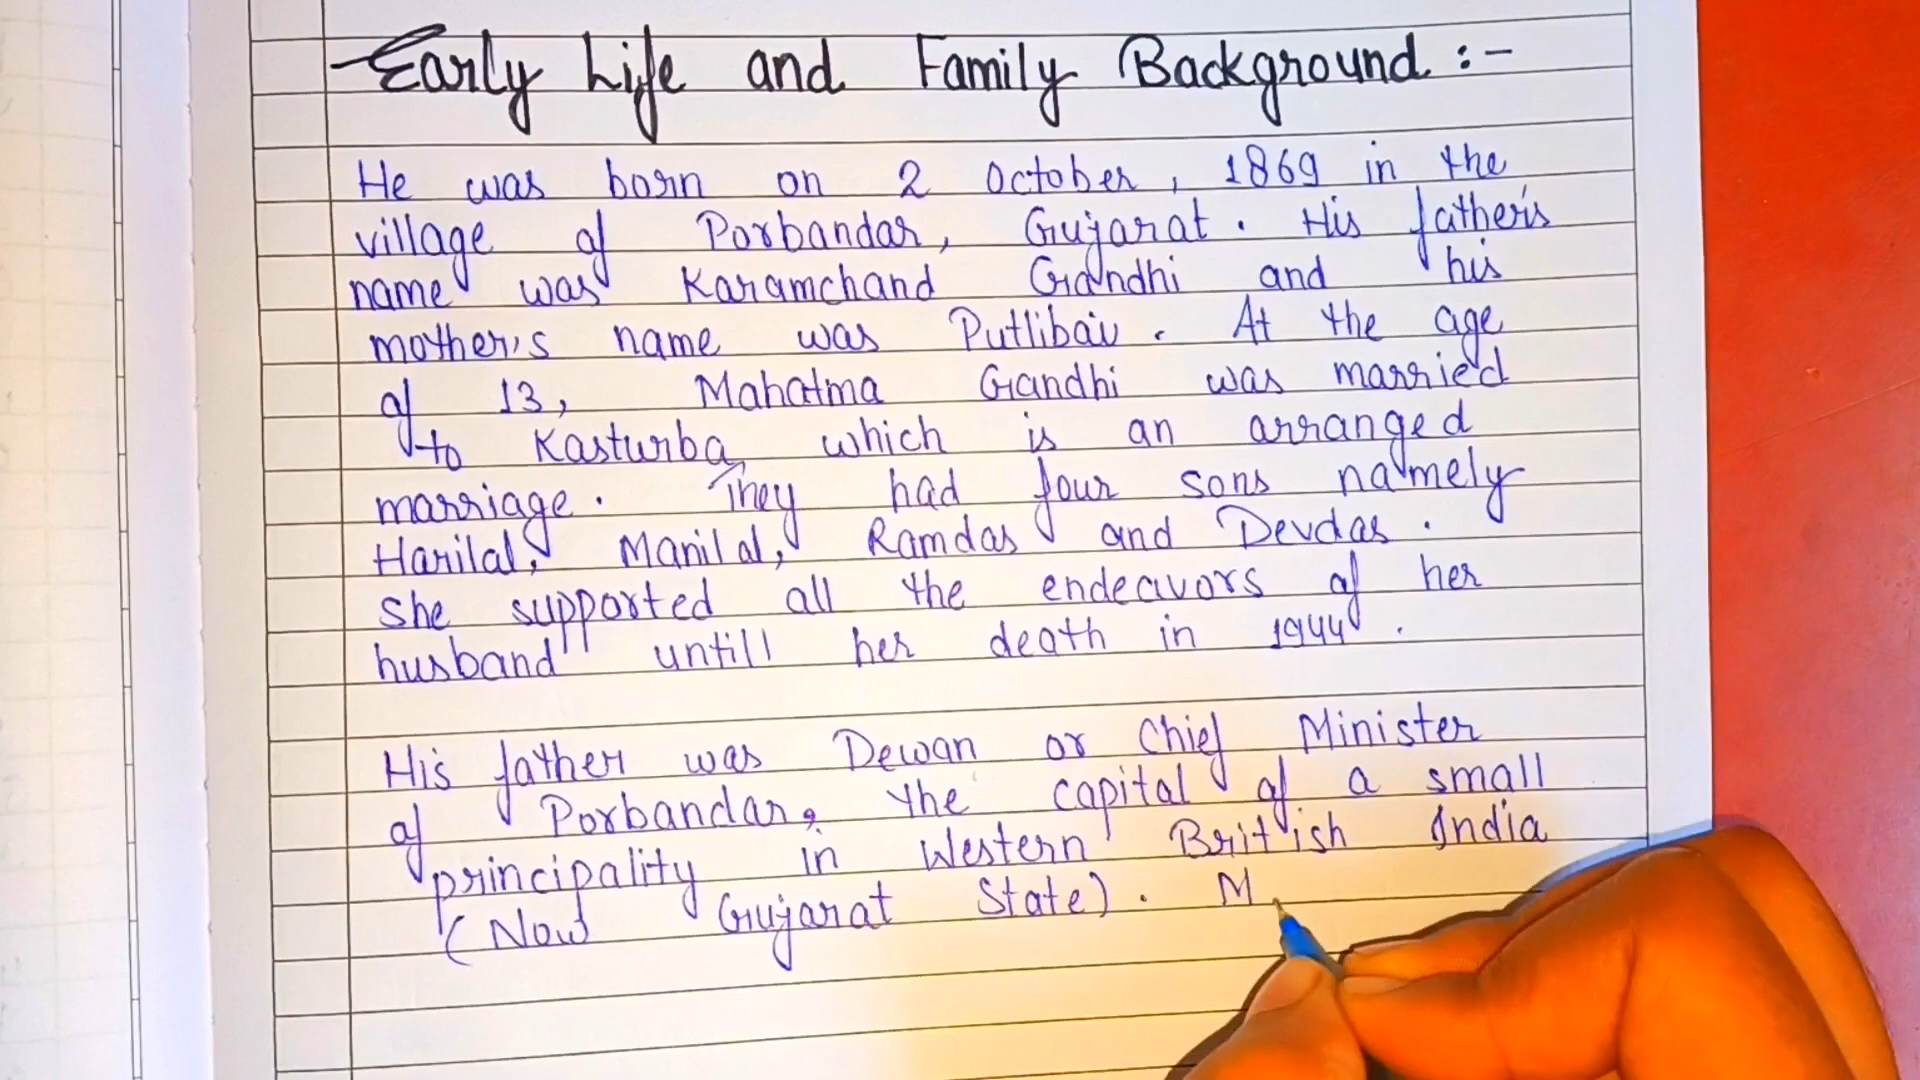 Early Life and Family Background :-
He was born on 2 October, 1869 in the
village of Porbandar, Gujarat. His father's
name was Karamchand Gandhi and his
mother's name was Putlibai. At the age
of 13, Mahatma Gandhi was married
to Kasturba which is an arranged
marriage. They had four sons namely
Harilal, Manilal, Ramdas and Devdas.
She supported all the endeavors of her
husband untill her death in 1944.
His father was Dewan or Chief Minister
of Porbandar, the capital of a small
principality in Western British India
(Now Gujarat State). M